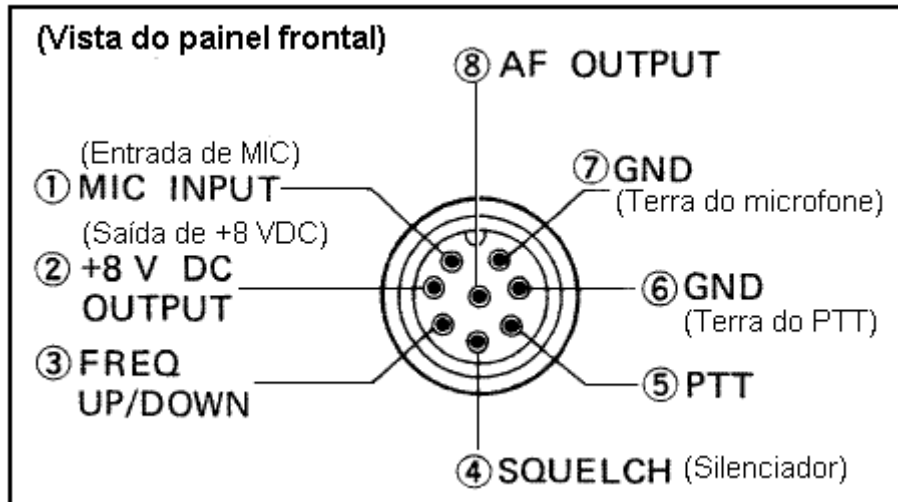 (Vista do painel frontal)
⑧ AF OUTPUT
(Entrada de MIC)
① MIC INPUT
⑦ GND
(Terra do microfone)
(Saída de +8 VDC)
② +8 V DC
OUTPUT
⑥ GND
(Terra do PTT)
③ FREQ
UP/DOWN
⑤ PTT
④ SQUELCH (Silenciador)